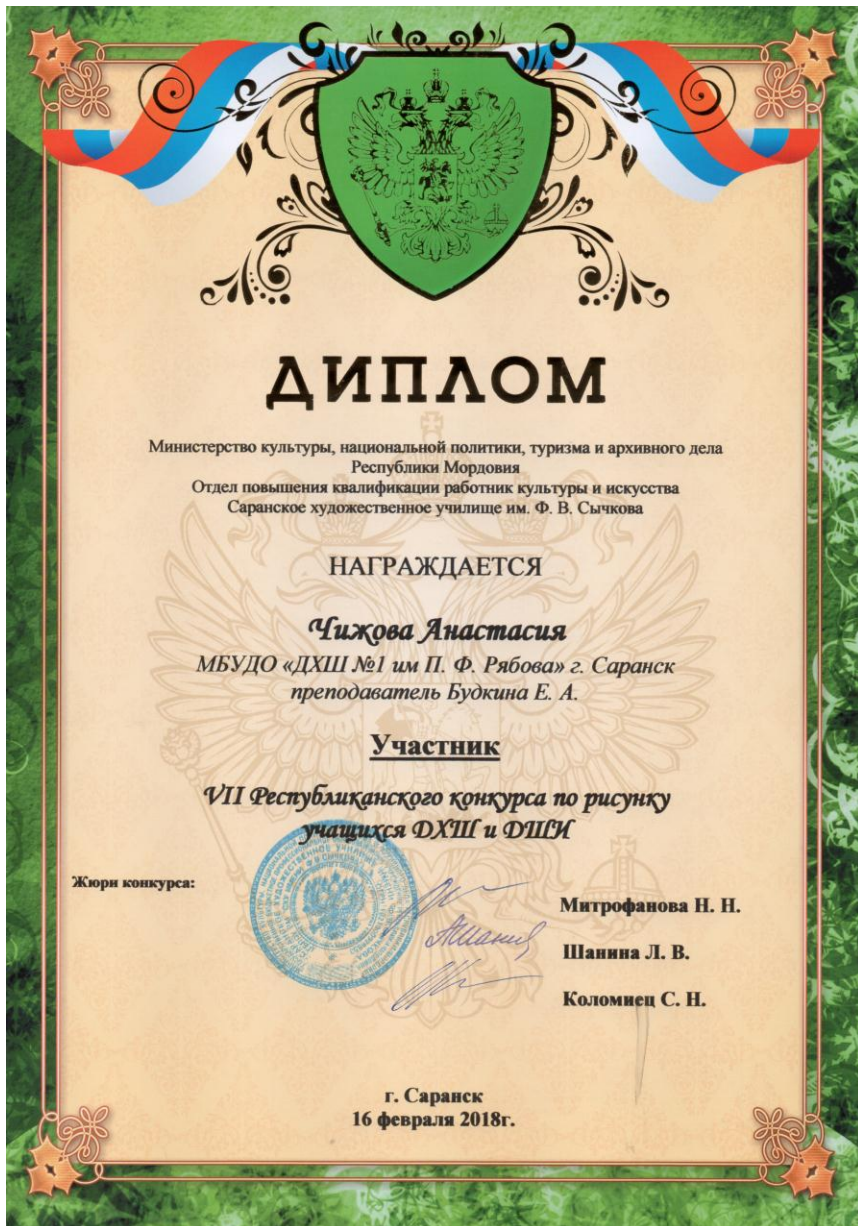 ДИПЛОМ
Министерство культуры, национальной политики, туризма и архивного дела
Республики Мордовия
Отдел повышения квалификации работник культуры и искусства
Саранское художественное училище им. Ф. В. Сычкова
НАГРАЖДАЕТСЯ
Чижова Анастасия
МБУДО «ДХШ №1 им П. Ф. Рябова» г. Саранск
преподаватель Будкина Е. А.
Участник
VII Республиканского конкурса по рисунку
учащихся ДХШ и ДШИ
Жюри конкурса:
Митрофанова Н. Н.
Шанина Л. В.
Коломиец С. Н.
г. Саранск
16 февраля 2018г.